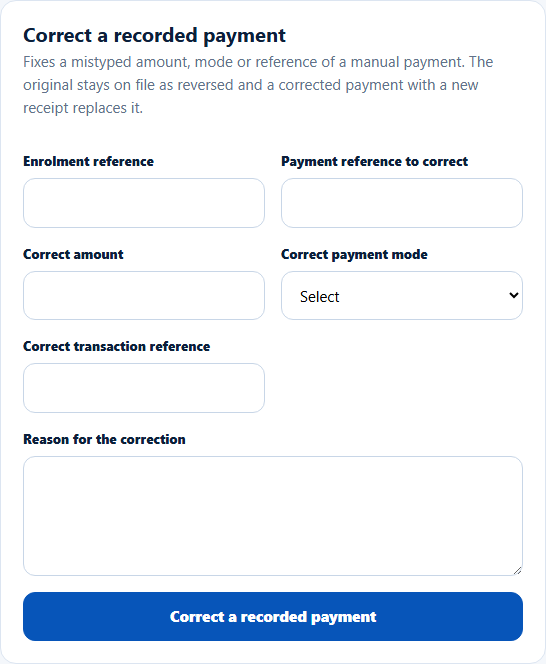 Correct a recorded payment
Fixes a mistyped amount, mode or reference of a manual payment. The
original stays on file as reversed and a corrected payment with a new
receipt replaces it.
Enrolment reference
Payment reference to correct
Correct amount
Correct payment mode
Select
Correct transaction reference
Reason for the correction
Correct a recorded payment